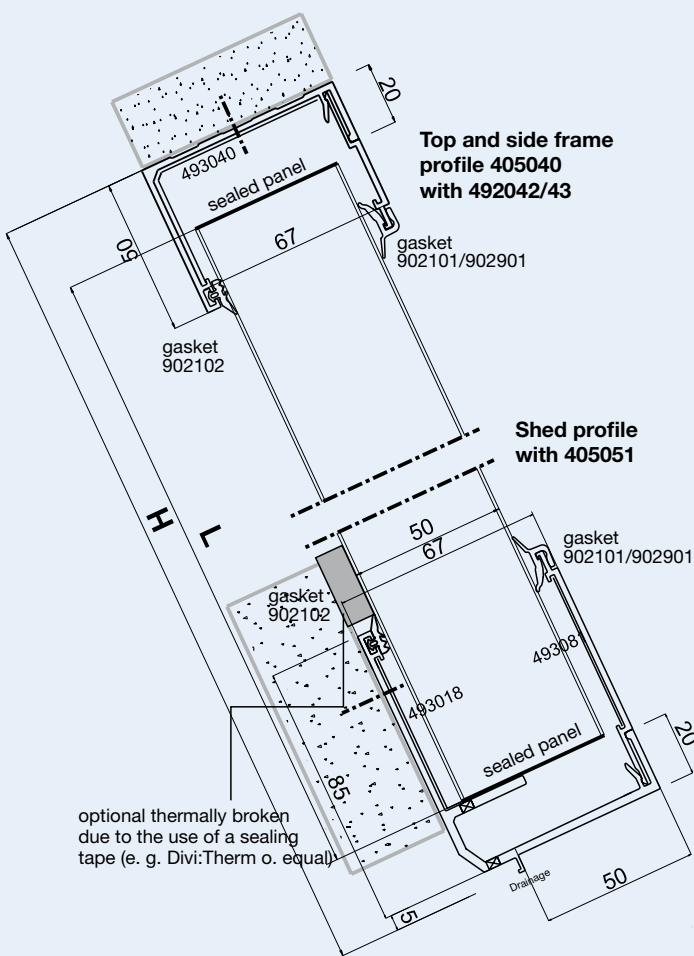 20
Top and side frame
profile 405040
with 492042/43
493040
sealed panel
67
50
gasket
902101/902901
gasket
902102
Shed profile
with 405051
H
L
50
67
gasket
902101/902901
gasket
902102
49308
493018
sealed panel
20
85
optional thermally broken
due to the use of a sealing
tape (e. g. Divi:Therm o. equal)
Drainage
50
5